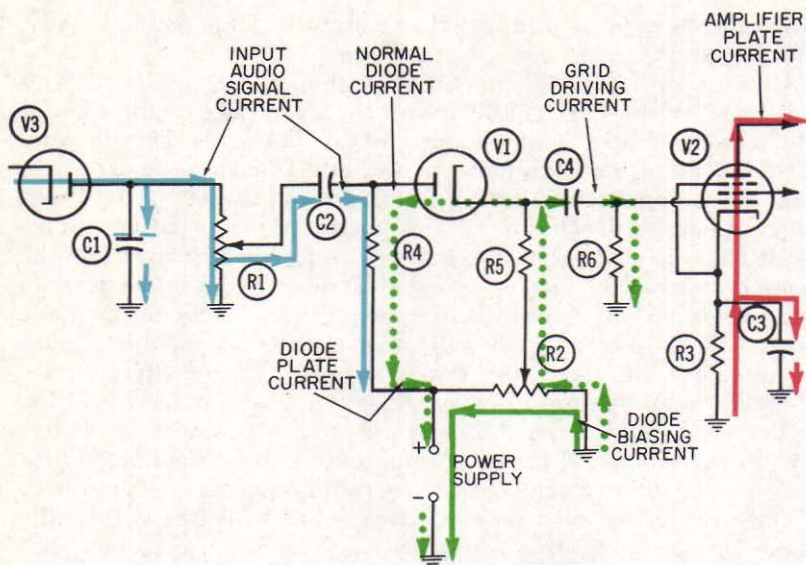 AMPLIFIER
PLATE
CURRENT
INPUT
AUDIO
SIGNAL
CURRENT
NORMAL
DIODE
CURRENT
GRID
DRIVING
CURRENT
V3
V1
C4
V2
C1
C2
R1
R4
R5
R6
R2
R3
C3
DIODE
PLATE
CURRENT
DIODE
BIASING
CURRENT
+
POWER
SUPPLY
-